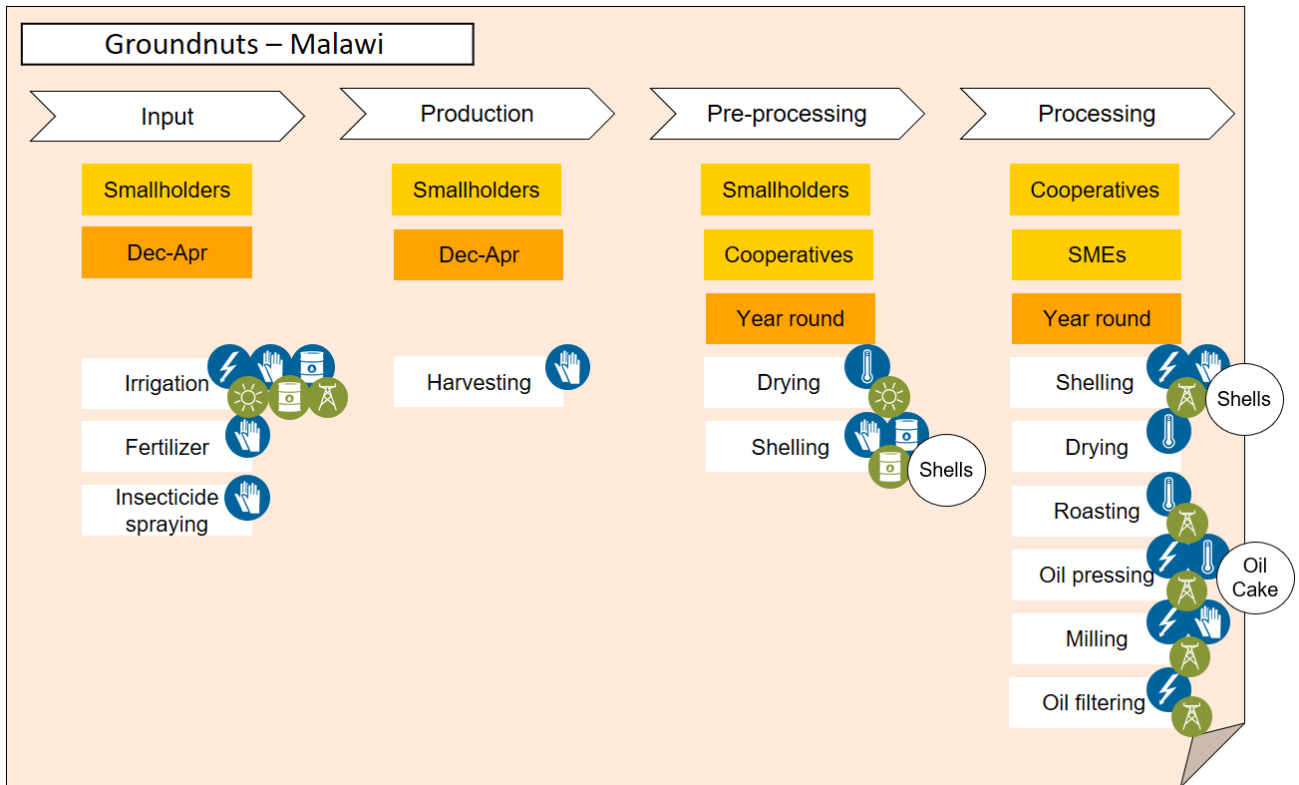 Groundnuts – Malawi
Input
Production
Pre-processing
Processing
Smallholders
Dec-Apr
Irrigation
Fertilizer
Insecticide
spraying
Smallholders
Dec-Apr
Harvesting
Smallholders
Cooperatives
Year round
Drying
Shelling
Shells
Cooperatives
SMEs
Year round
Shelling
Shells
Drying
Roasting
Oil pressing
Oil
Cake
Milling
Oil filtering